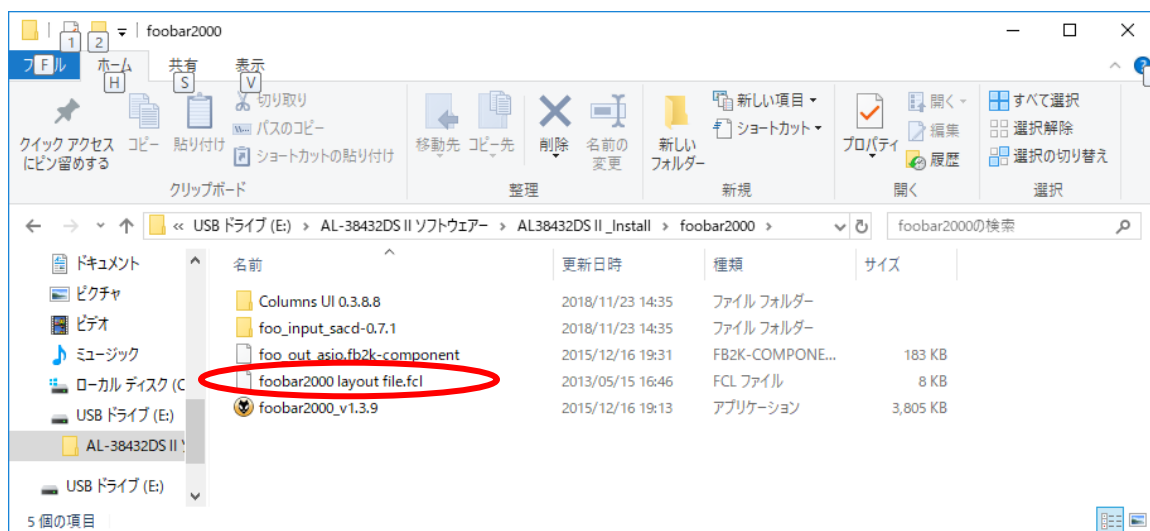 foobar2000
1 2
フ F ル ホーム 共有 表示
H S V
クイック アクセス
にピン留めする
コピー
貼り付け
切り取り
パスのコピー
ショートカットの貼り付け
クリップボード
移動先
コピー先
削除
名前の
変更
整理
新しい
フォルダー
新しい項目
ショートカット
新規
プロパティ
開く
編集
履歴
開く
すべて選択
選択解除
選択の切り替え
選択
« USB ドライブ (E:) › AL-38432DS II ソフトウェアー › AL38432DS II _Install › foobar2000 ›
foobar2000の検索
ドキュメント
ピクチャ
ビデオ
ミュージック
ローカル ディスク (C
USB ドライブ (E:)
AL-38432DS II
USB ドライブ (E:)
名前 更新日時 種類 サイズ
Columns UI 0.3.8.8 2018/11/23 14:35 ファイル フォルダー
foo_input_sacd-0.7.1 2018/11/23 14:35 ファイル フォルダー
foo_out_asio.fb2k-component 2015/12/16 19:31 FB2K-COMPONE... 183 KB
foobar2000 layout file.fcl 2013/05/15 16:46 FCL ファイル 8 KB
foobar2000_v1.3.9 2015/12/16 19:13 アプリケーション 3,805 KB
5 個の項目